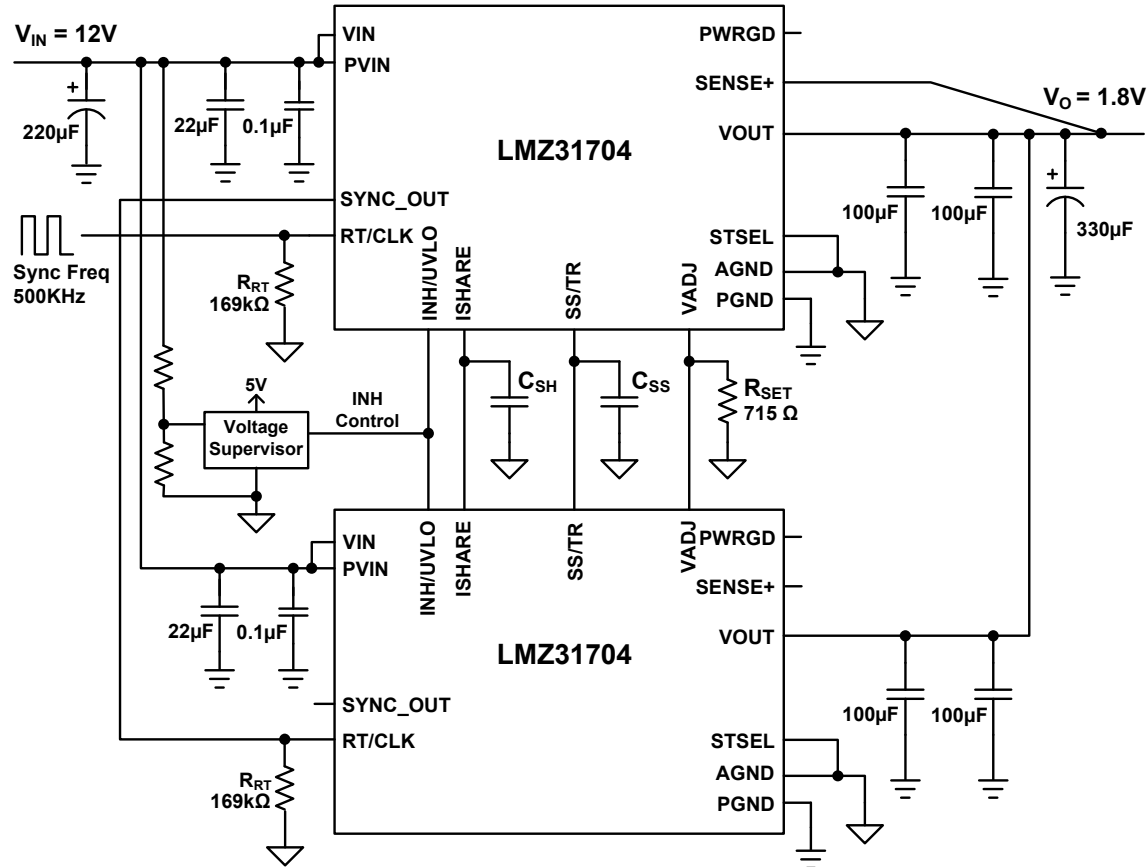 V_IN = 12V
220µF
22µF
0.1µF
VIN
PVIN
SYNC_OUT
RT/CLK
LMZ31704
INH/UVLO
ISHARE
SS/TR
VADJ
PWRGD
SENSE+
VOUT
STSEL
AGND
PGND
V_O = 1.8V
100µF
100µF
+
330µF
+
Sync Freq
500KHz
R_RT
169kΩ
5V
Voltage
Supervisor
INH
Control
C_SH
C_SS
R_SET
715 Ω
VIN
PVIN
22µF
0.1µF
SYNC_OUT
RT/CLK
R_RT
169kΩ
INH/UVLO
ISHARE
SS/TR
VADJ
LMZ31704
PWRGD
SENSE+
VOUT
STSEL
AGND
PGND
100µF
100µF